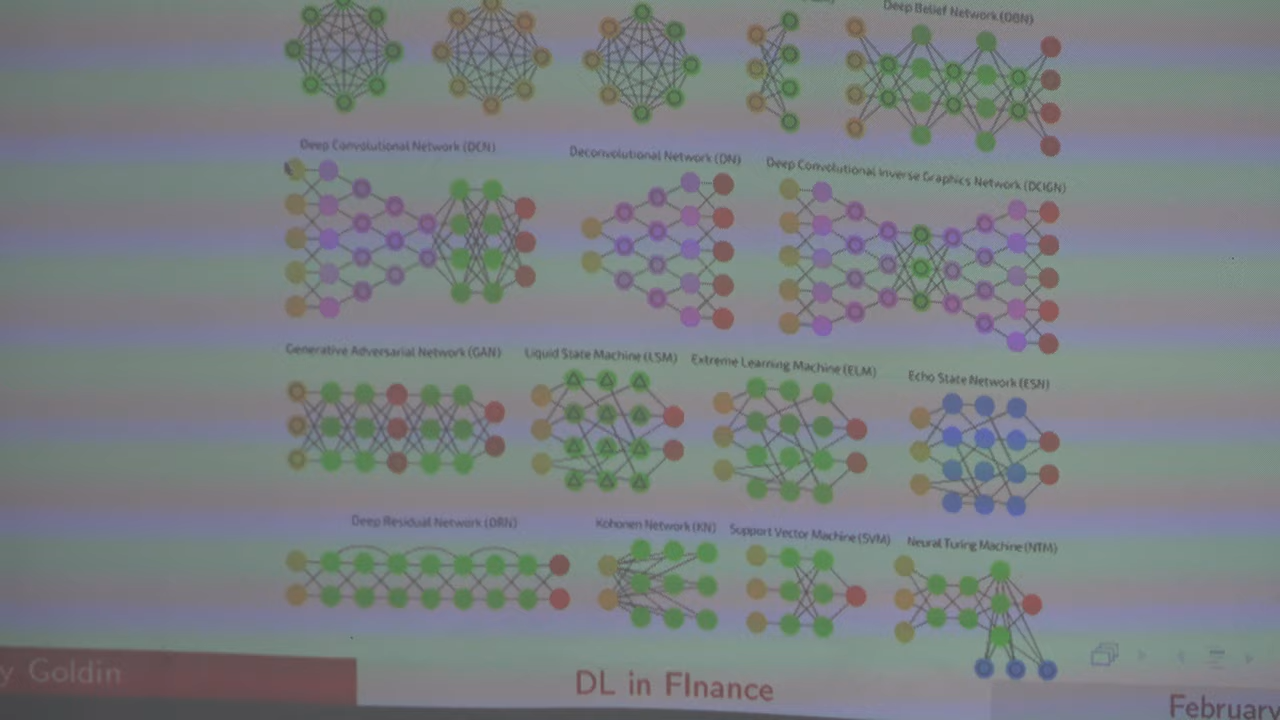 Deep Belief Network (DBN)
Deep Convolutional Network (DCN)
Deconvolutional Network (DN)
Deep Convolutional Inverse Graphics Network (DCIGN)
Generative Adversarial Network (GAN)
Liquid State Machine (LSM)
Extreme Learning Machine (ELM)
Echo State Network (ESN)
Deep Residual Network (DRN)
Kohonen Network (KN)
Support Vector Machine (SVM)
Neural Turing Machine (NTM)
y Goldin
DL in FInance
February